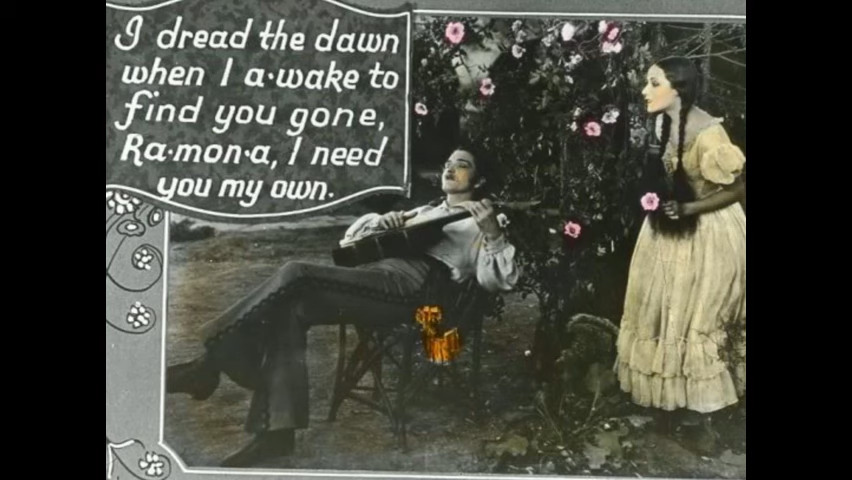 I dread the dawn
when I a-wake to
find you gone,
Ra-mon-a, I need
you my own.